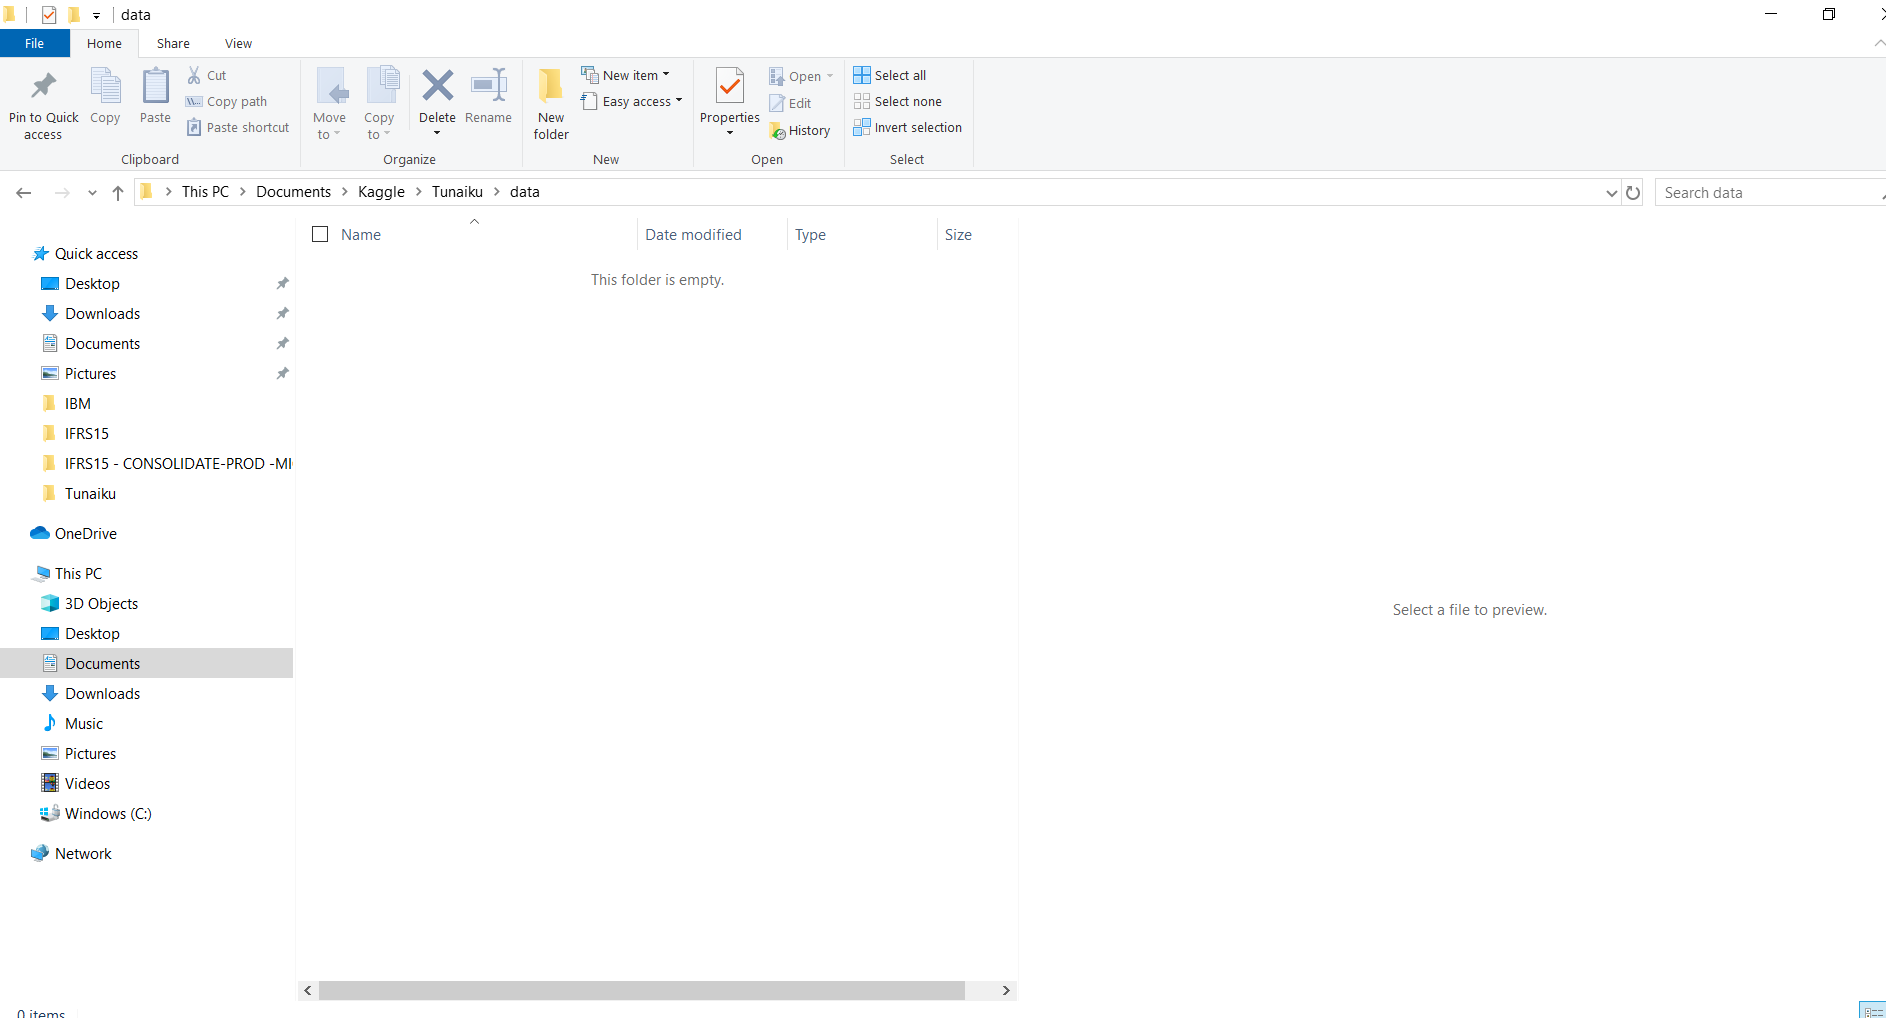 data
File Home Share View
Pin to Quick access
Copy
Paste
Cut
Copy path
Paste shortcut
Clipboard
Move to
Copy to
Delete
Rename
Organize
New folder
New item
Easy access
New
Properties
Open
Edit
History
Open
Select all
Select none
Invert selection
Select
This PC > Documents > Kaggle > Tunaiku > data
Search data
Name Date modified Type Size
This folder is empty.
Quick access
Desktop
Downloads
Documents
Pictures
IBM
IFRS15
IFRS15 - CONSOLIDATE-PROD -MI
Tunaiku
OneDrive
This PC
3D Objects
Desktop
Documents
Downloads
Music
Pictures
Videos
Windows (C:)
Network
Select a file to preview.
0 items